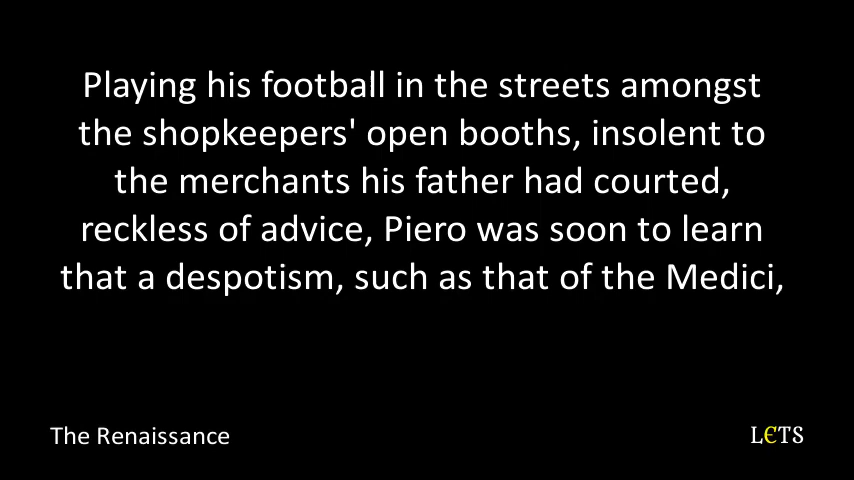 Playing his football in the streets amongst
the shopkeepers' open booths, insolent to
the merchants his father had courted,
reckless of advice, Piero was soon to learn
that a despotism, such as that of the Medici,
The Renaissance
LЄTS